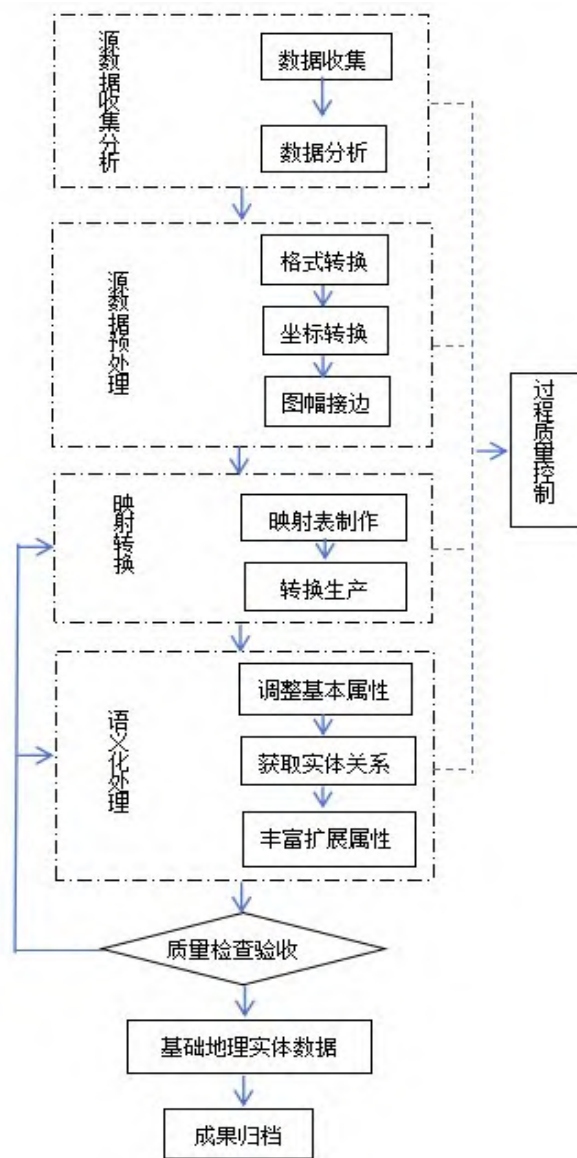 源数据收集分析
数据收集
数据分析
源数据预处理
格式转换
坐标转换
图幅接边
过程质量控制
映射转换
映射表制作
转换生产
语义化处理
调整基本属性
获取实体关系
丰富扩展属性
质量检查验收
基础地理实体数据
成果归档